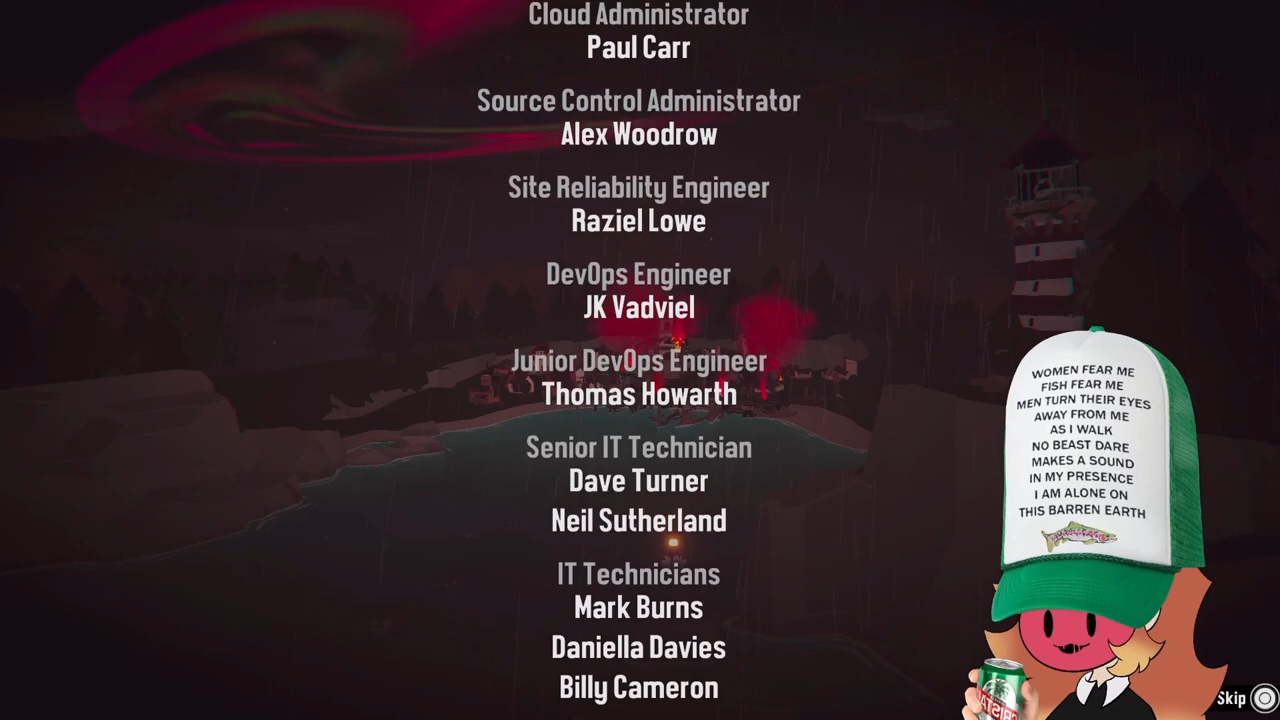 Cloud Administrator
Paul Carr
Source Control Administrator
Alex Woodrow
Site Reliability Engineer
Raziel Lowe
DevOps Engineer
JK Vadviel
Junior DevOps Engineer
Thomas Howarth
Senior IT Technician
Dave Turner
Neil Sutherland
IT Technicians
Mark Burns
Daniella Davies
Billy Cameron
WOMEN FEAR ME
FISH FEAR ME
MEN TURN THEIR EYES
AWAY FROM ME
AS I WALK
NO BEAST DARE
MAKES A SOUND
IN MY PRESENCE
I AM ALONE ON
THIS BARREN EARTH
Skip